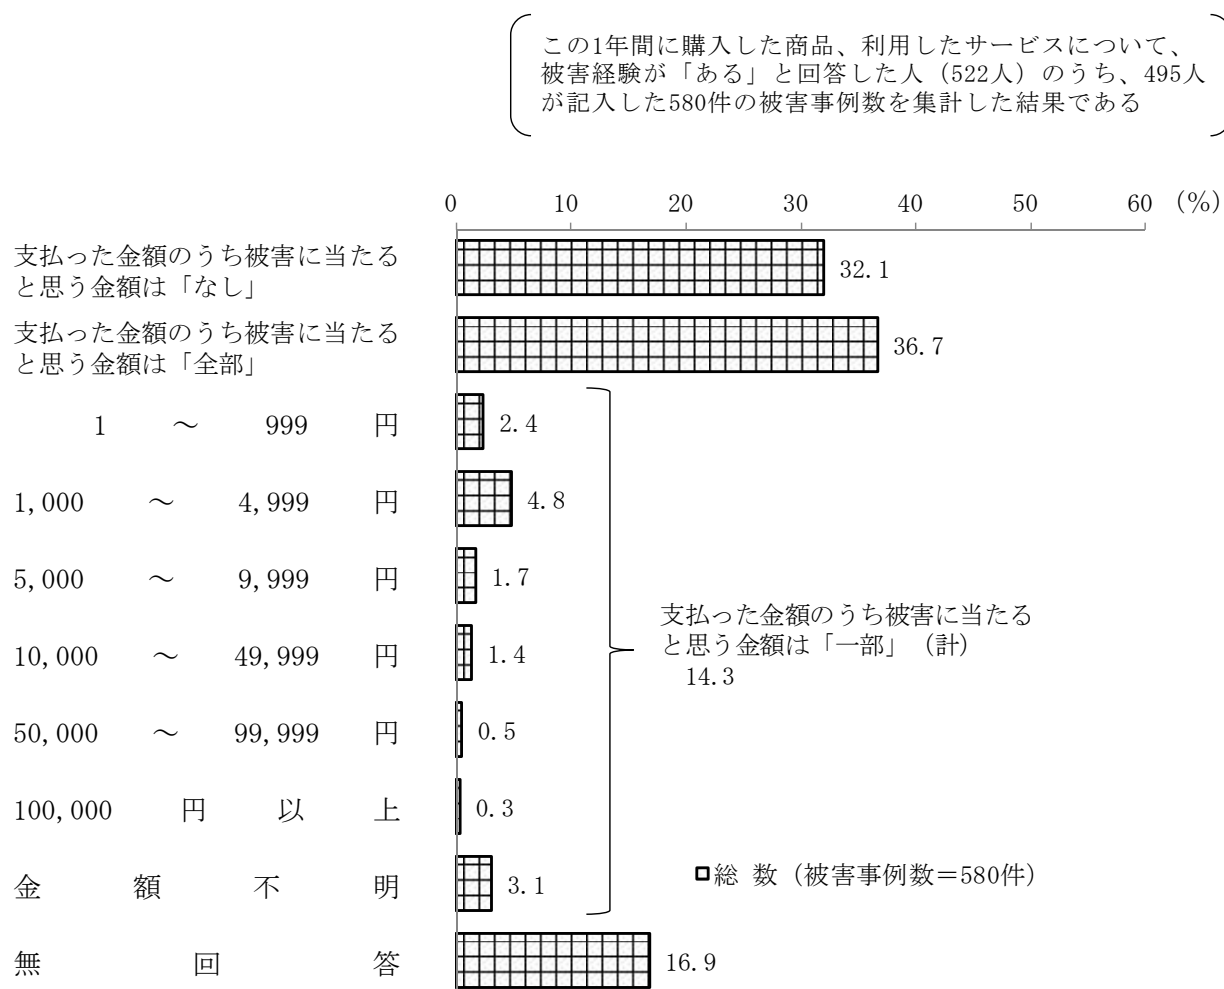 この1年間に購入した商品、利用したサービスについて、
被害経験が「ある」と回答した人（522人）のうち、495人
が記入した580件の被害事例数を集計した結果である
0 10 20 30 40 50 60 (%)
支払った金額のうち被害に当たる
と思う金額は「なし」
32.1
支払った金額のうち被害に当たる
と思う金額は「全部」
36.7
1 ～ 999 円
2.4
1,000 ～ 4,999 円
4.8
5,000 ～ 9,999 円
1.7
10,000 ～ 49,999 円
1.4
50,000 ～ 99,999 円
0.5
100,000 円 以 上
0.3
金 額 不 明
3.1
無 回 答
16.9
支払った金額のうち被害に当たる
と思う金額は「一部」（計）
14.3
総 数（被害事例数＝580件）